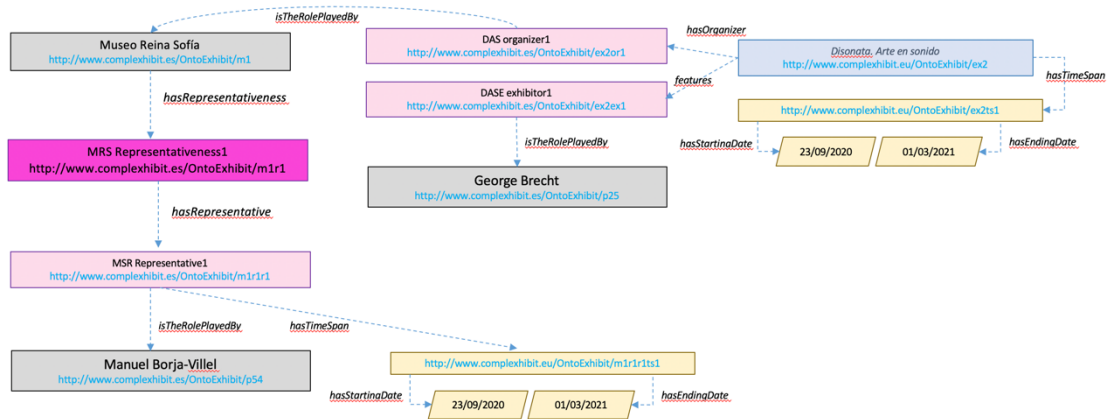 isTheRolePlayedBy
Museo Reina Sofía
http://www.complexhibit.es/OntoExhibit/m1
DAS organizer1
http://www.complexhibit.es/OntoExhibit/ex2or1
hasOrganizer
Disonata. Arte en sonido
http://www.complexhibit.eu/OntoExhibit/ex2
hasTimeSpan
features
DASE exhibitor1
http://www.complexhibit.es/OntoExhibit/ex2ex1
hasRepresentativeness
http://www.complexhibit.eu/OntoExhibit/ex2ts1
hasStartingDate
23/09/2020
01/03/2021
hasEndingDate
isTheRolePlayedBy
MRS Representativeness1
http://www.complexhibit.es/OntoExhibit/m1r1
George Brecht
http://www.complexhibit.es/OntoExhibit/p25
hasRepresentative
MSR Representative1
http://www.complexhibit.es/OntoExhibit/m1r1r1
isTheRolePlayedBy
hasTimeSpan
Manuel Borja-Villel
http://www.complexhibit.es/OntoExhibit/p54
http://www.complexhibit.eu/OntoExhibit/m1r1r1ts1
hasStartingDate
23/09/2020
01/03/2021
hasEndingDate